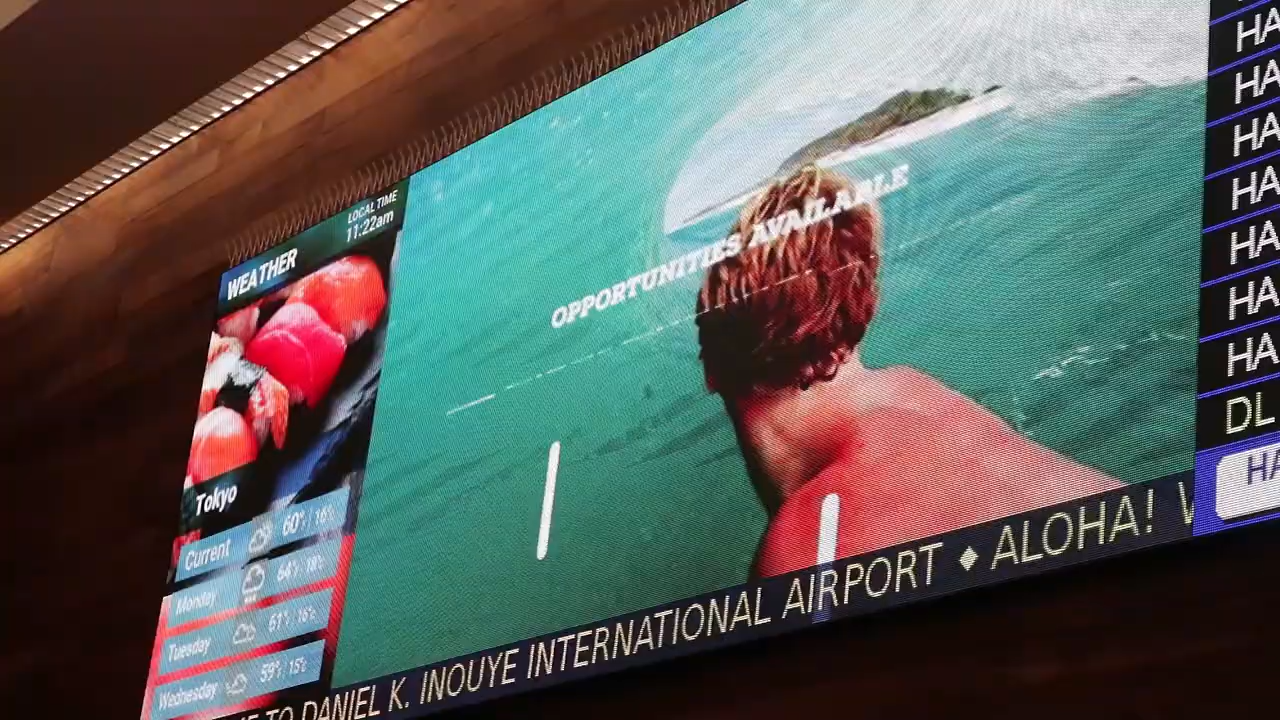 WEATHER
LOCAL TIME
11:22am
Tokyo
Current 60°/16°c
Monday 64°/18°c
Tuesday 61°/16°c
Wednesday 59°/15°c
OPPORTUNITIES AVAILABLE
TO DANIEL K. INOUYE INTERNATIONAL AIRPORT ◆ ALOHA!
HA
HA
HA
HA
HA
HA
HA
DL
HA